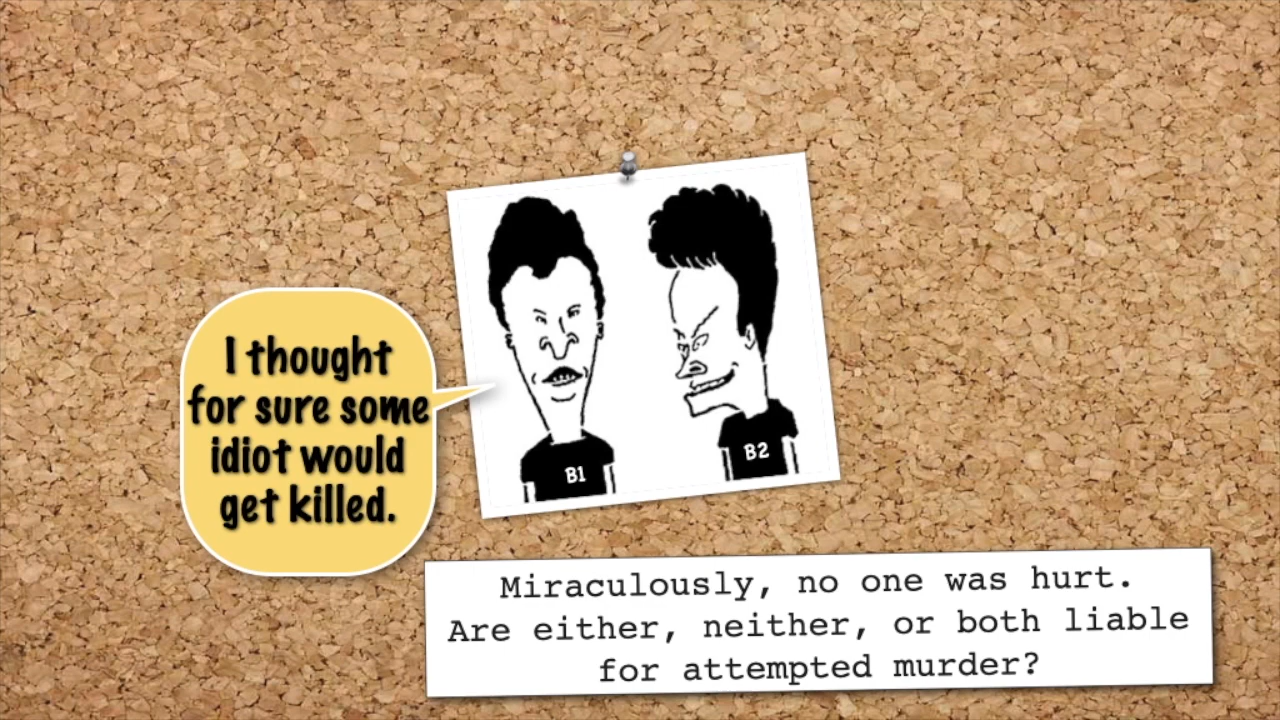 I thought
for sure some
idiot would
get killed.
B1
B2
Miraculously, no one was hurt.
Are either, neither, or both liable
for attempted murder?